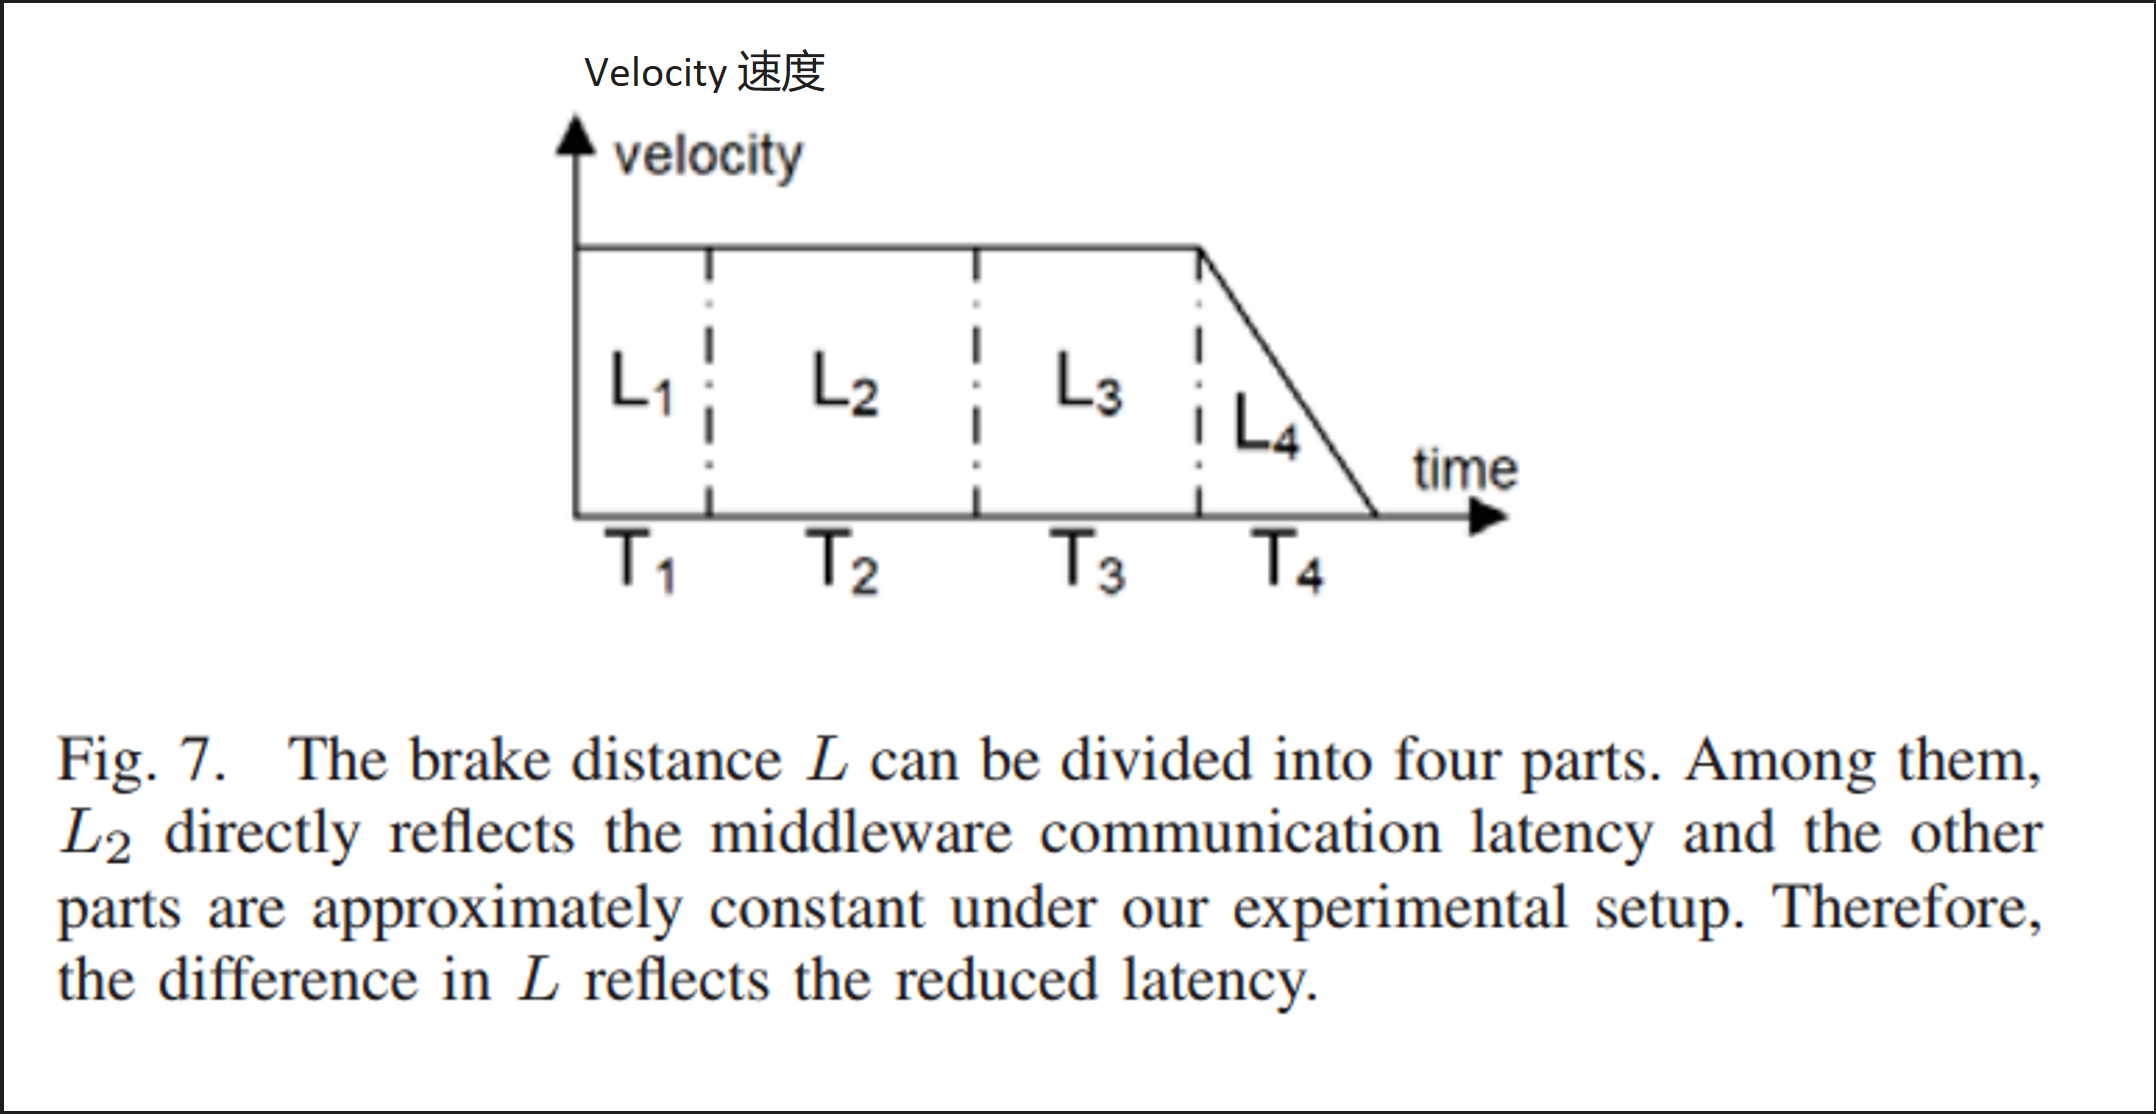 Velocity 速度
velocity
L1 L2 L3 L4
time
T1 T2 T3 T4
Fig. 7. The brake distance L can be divided into four parts. Among them,
L2 directly reflects the middleware communication latency and the other
parts are approximately constant under our experimental setup. Therefore,
the difference in L reflects the reduced latency.